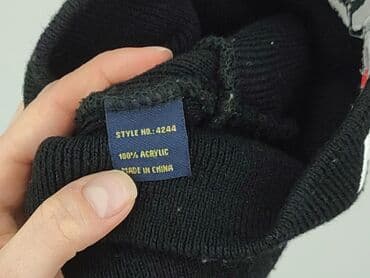 STYLE NO.: 4244
100% ACRYLIC
MADE IN CHINA